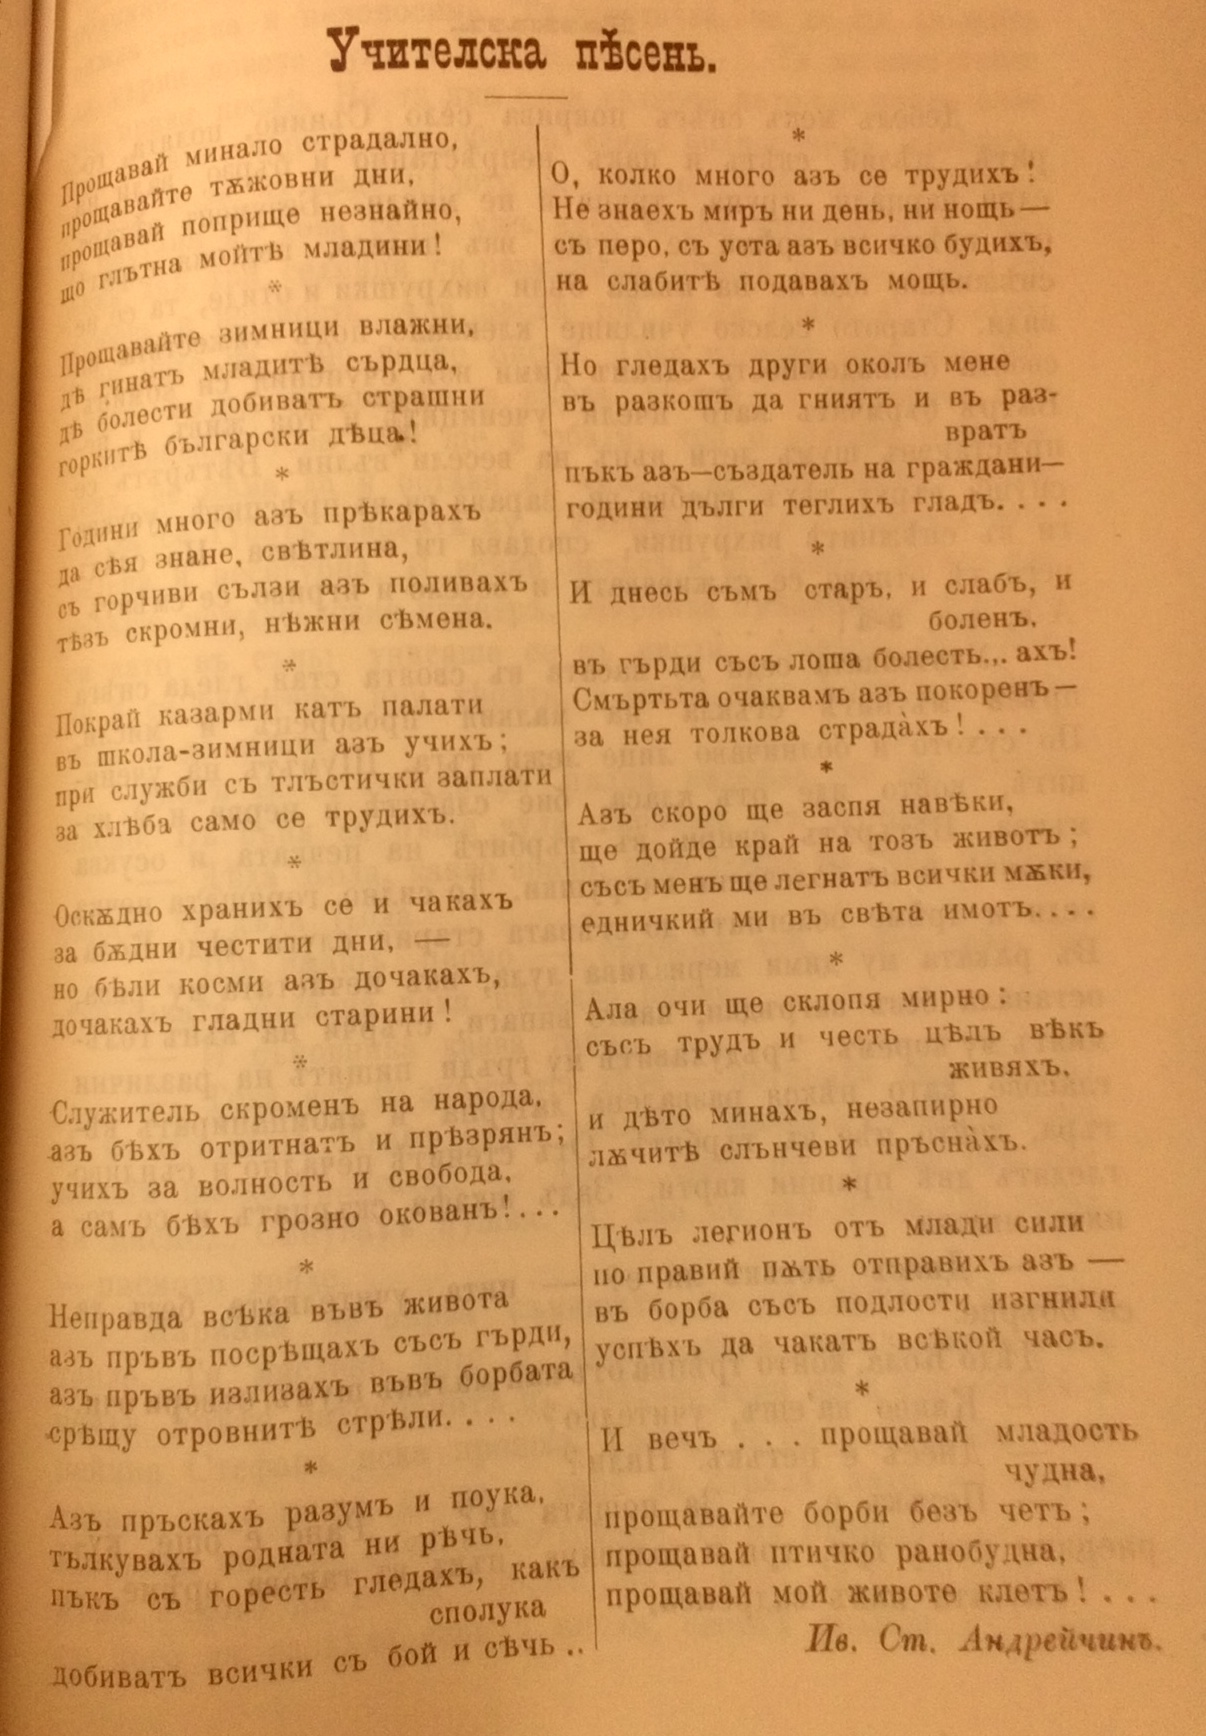 Учителска пѣсень.
Прощавай минало страдално,
прощавайте тѫжовни дни,
прощавай поприще незнайно,
що глътна мойтѣ младини!
*
Прощавайте зимници влажни,
дѣ гинатъ младитѣ сърдца,
дѣ болести добиватъ страшни
горкитѣ български дѣца!
*
Години много азъ прѣкарахъ
да сѣя знане, свѣтлина,
съ горчиви сълзи азъ поливахъ
тѣзъ скромни, нѣжни сѣмена.
*
Покрай казарми катъ палати
въ школа-зимници азъ учихъ;
при служби съ тлъстички заплати
за хлѣба само се трудихъ.
*
Оскѫдно хранихъ се и чакахъ
за бѫдни честити дни, —
но бѣли косми азъ дочакахъ,
дочакахъ гладни старини!
*
Служитель скроменъ на народа,
азъ бѣхъ отритнатъ и прѣзрянъ;
учихъ за волность и свобода,
а самъ бѣхъ грозно окованъ!...
*
Неправда всѣка въвъ живота
азъ пръвъ посрѣщахъ със​ъ гърди,
азъ пръвъ излизахъ въвъ борбата
срѣщу отровнитѣ стрѣли....
*
Азъ пръскахъ разумъ и поука,
тълкувахъ родната ни рѣчь,
пъкъ съ горесть гледахъ, какъ
сполука
добиватъ всички съ бой и сѣчь ..
*
О, колко много азъ се трудихъ!
Не знаехъ миръ ни день, ни нощь —
съ перо, съ уста азъ всичко будихъ,
на слабитѣ подавахъ мощь.
*
Но гледахъ други околъ мене
въ разкошъ да гниятъ и въ раз-
вратъ
пъкъ азъ—създатель на граждани—
години дълги теглихъ гладъ....
*
И днесь съмъ старъ, и слабъ, и
боленъ,
въ гърди съсъ лоша болесть... ахъ!
Смъртьта очаквамъ азъ покоренъ —
за нея толкова страда̀хъ!...
*
Азъ скоро ще заспя навѣки,
ще дойде край на тозъ животъ;
съсъ менъ ще легнатъ всички мѫки,
едничкий ми въ свѣта имотъ....
*
Ала очи ще склопя мирно:
съсъ трудъ и честь цѣлъ вѣкъ
живяхъ,
и дѣто минахъ, незапирно
лѫчитѣ слънчеви пръсна̀хъ.
*
Цѣлъ легионъ отъ млади сили
по правий пѫть отправихъ азъ —
въ борба съсъ подлости изгнили
успѣхъ да чакатъ всѣкой часъ.
*
И вечъ ... прощавай младость
чудна,
прощавайте борби безъ четъ;
прощавай птичко ранобудна,
прощавай мой животе клетъ!...
Ив. Ст. Андрейчинъ.